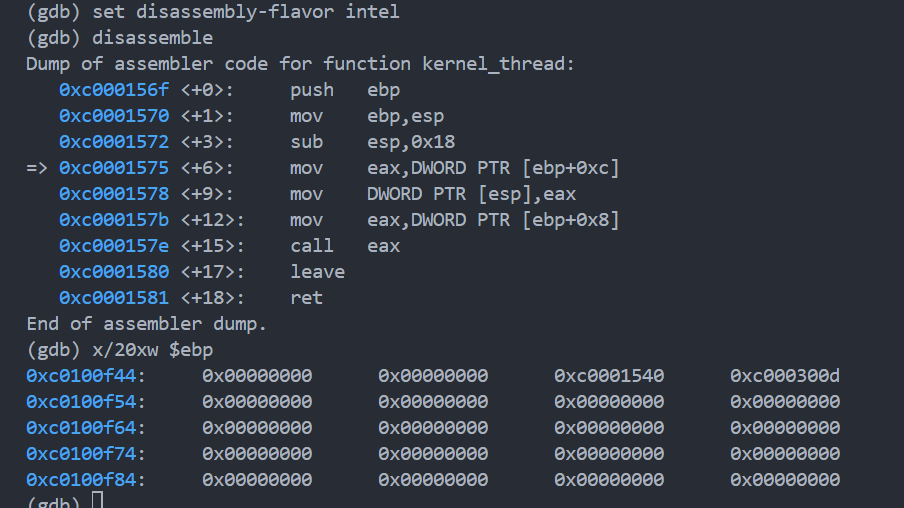 (gdb) set disassembly-flavor intel
(gdb) disassemble
Dump of assembler code for function kernel_thread:
   0xc000156f <+0>:     push   ebp
   0xc0001570 <+1>:     mov    ebp,esp
   0xc0001572 <+3>:     sub    esp,0x18
=> 0xc0001575 <+6>:     mov    eax,DWORD PTR [ebp+0xc]
   0xc0001578 <+9>:     mov    DWORD PTR [esp],eax
   0xc000157b <+12>:    mov    eax,DWORD PTR [ebp+0x8]
   0xc000157e <+15>:    call   eax
   0xc0001580 <+17>:    leave
   0xc0001581 <+18>:    ret
End of assembler dump.
(gdb) x/20xw $ebp
0xc0100f44:     0x00000000      0x00000000      0xc0001540      0xc000300d
0xc0100f54:     0x00000000      0x00000000      0x00000000      0x00000000
0xc0100f64:     0x00000000      0x00000000      0x00000000      0x00000000
0xc0100f74:     0x00000000      0x00000000      0x00000000      0x00000000
0xc0100f84:     0x00000000      0x00000000      0x00000000      0x00000000
(gdb)